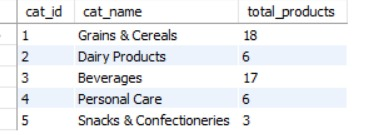 cat_id cat_name total_products
1 Grains & Cereals 18
2 Dairy Products 6
3 Beverages 17
4 Personal Care 6
5 Snacks & Confectioneries 3